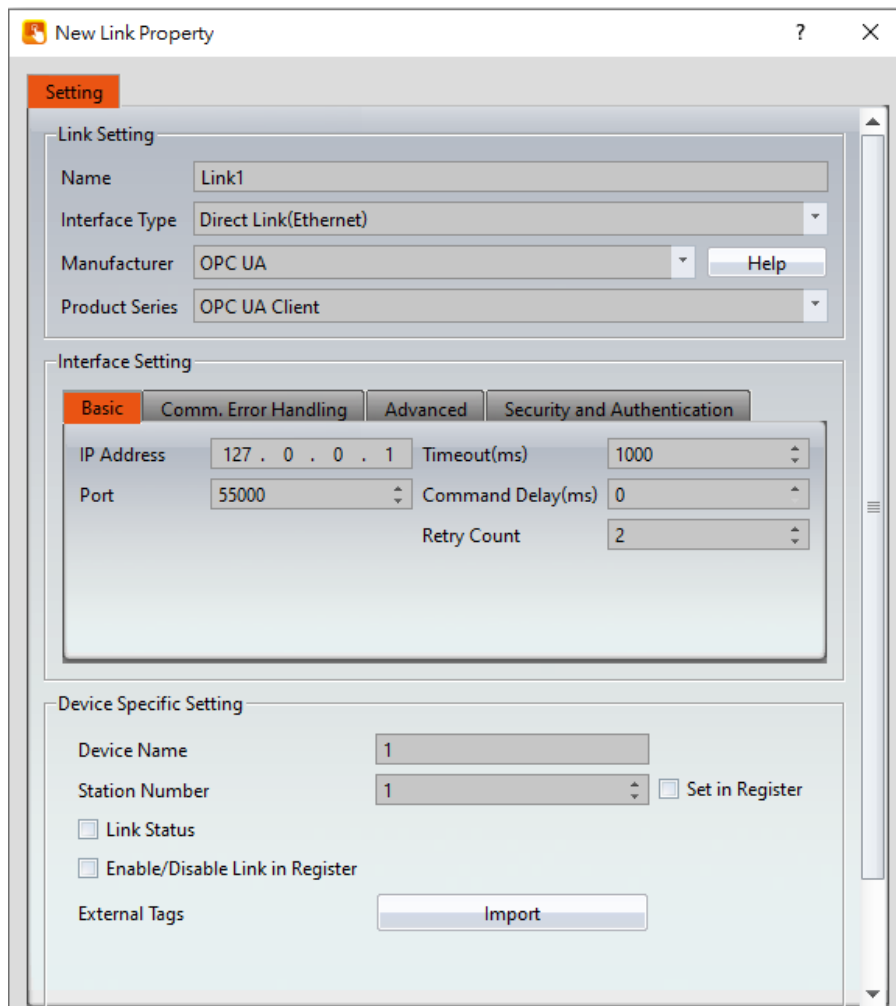 New Link Property ? ×
Setting
Link Setting
Name Link1
Interface Type Direct Link(Ethernet)
Manufacturer OPC UA Help
Product Series OPC UA Client
Interface Setting
Basic Comm. Error Handling Advanced Security and Authentication
IP Address 127 . 0 . 0 . 1 Timeout(ms) 1000
Port 55000 Command Delay(ms) 0
Retry Count 2
Device Specific Setting
Device Name 1
Station Number 1 Set in Register
Link Status
Enable/Disable Link in Register
External Tags Import